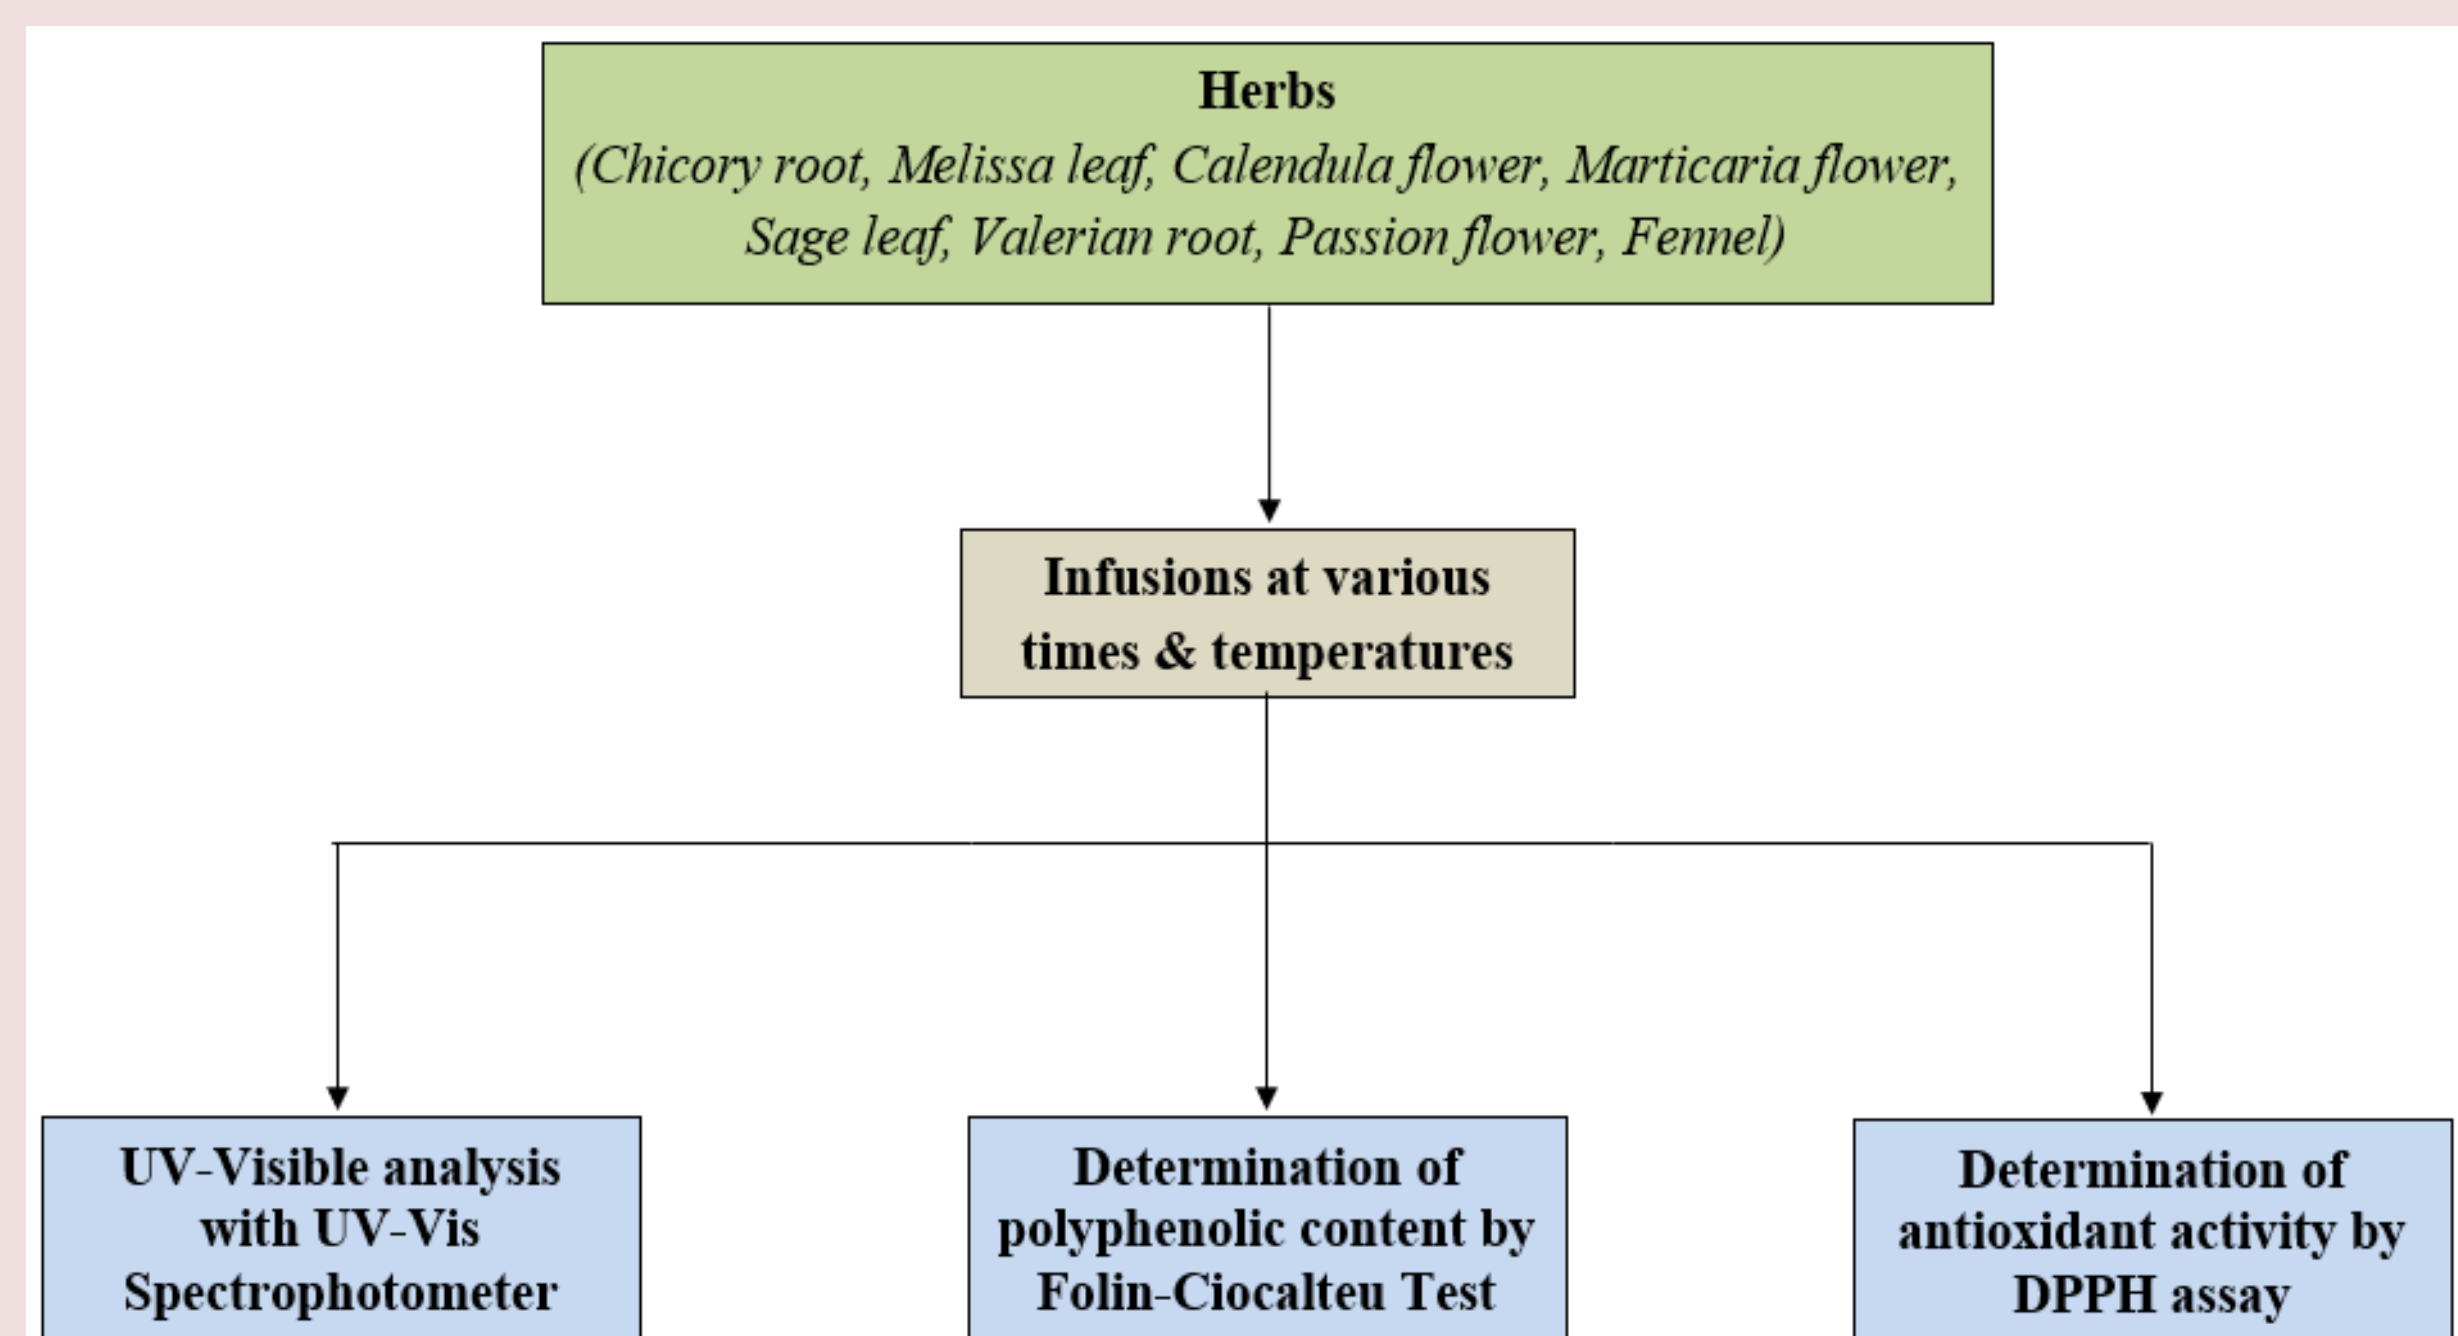 Herbs
(Chicory root, Melissa leaf, Calendula flower, Marticaria flower,
Sage leaf, Valerian root, Passion flower, Fennel)
Infusions at various
times & temperatures
UV-Visible analysis
with UV-Vis
Spectrophotometer
Determination of
polyphenolic content by
Folin-Ciocalteu Test
Determination of
antioxidant activity by
DPPH assay